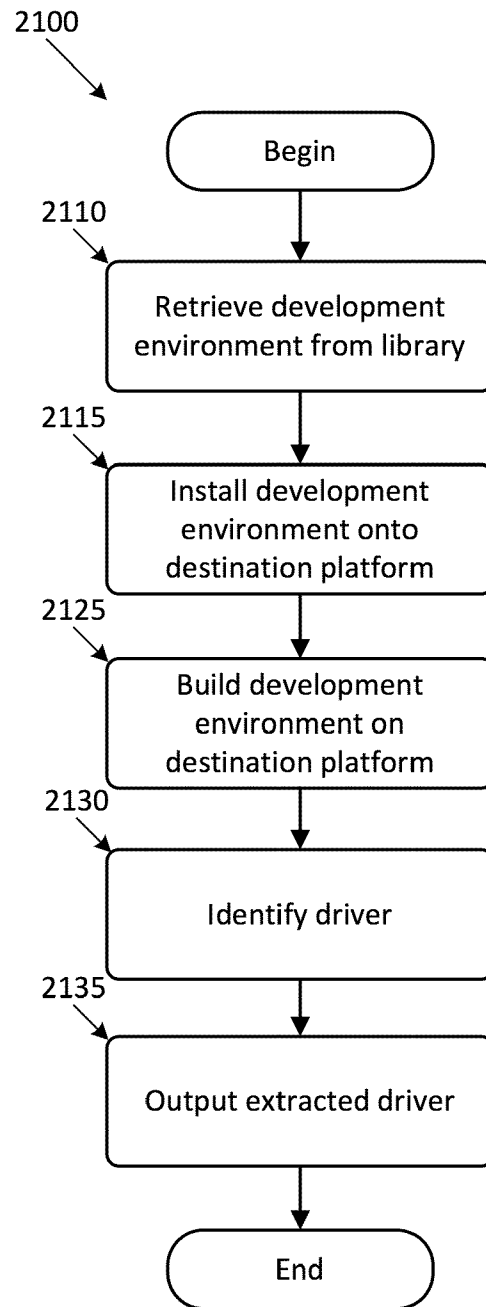 2100
Begin
2110
Retrieve development
environment from library
2115
Install development
environment onto
destination platform
2125
Build development
environment on
destination platform
2130
Identify driver
2135
Output extracted driver
End